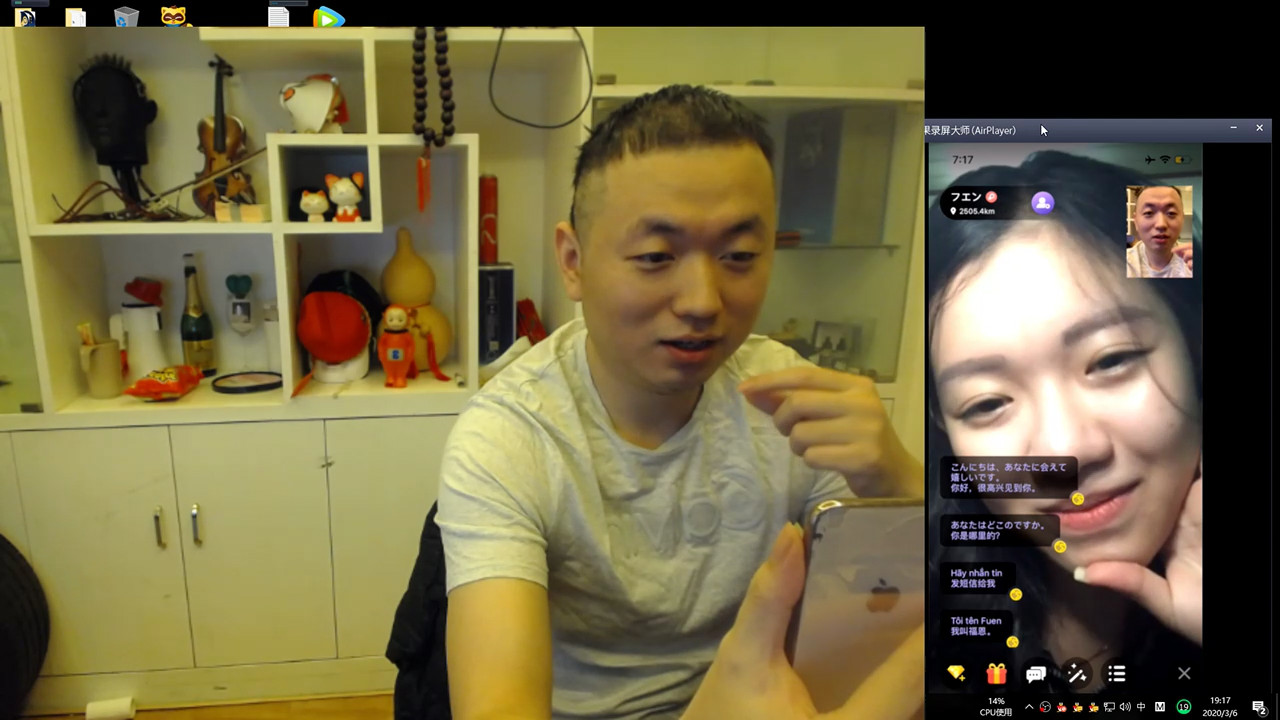 果录屏大师(AirPlayer)
7:17
フエン
2505.4km
こんにちは、あなたに会えて
嬉しいです。
你好，很高兴见到你。
あなたはどこのですか。
你是哪里的?
Hãy nhắn tin
发短信给我
Tôi tên Fuen
我叫福恩。
14%
CPU使用
中
M
19
19:17
2020/3/6
2